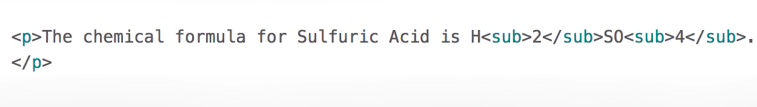 <p>The chemical formula for Sulfuric Acid is H<sub>2</sub>SO<sub>4</sub>.
</p>